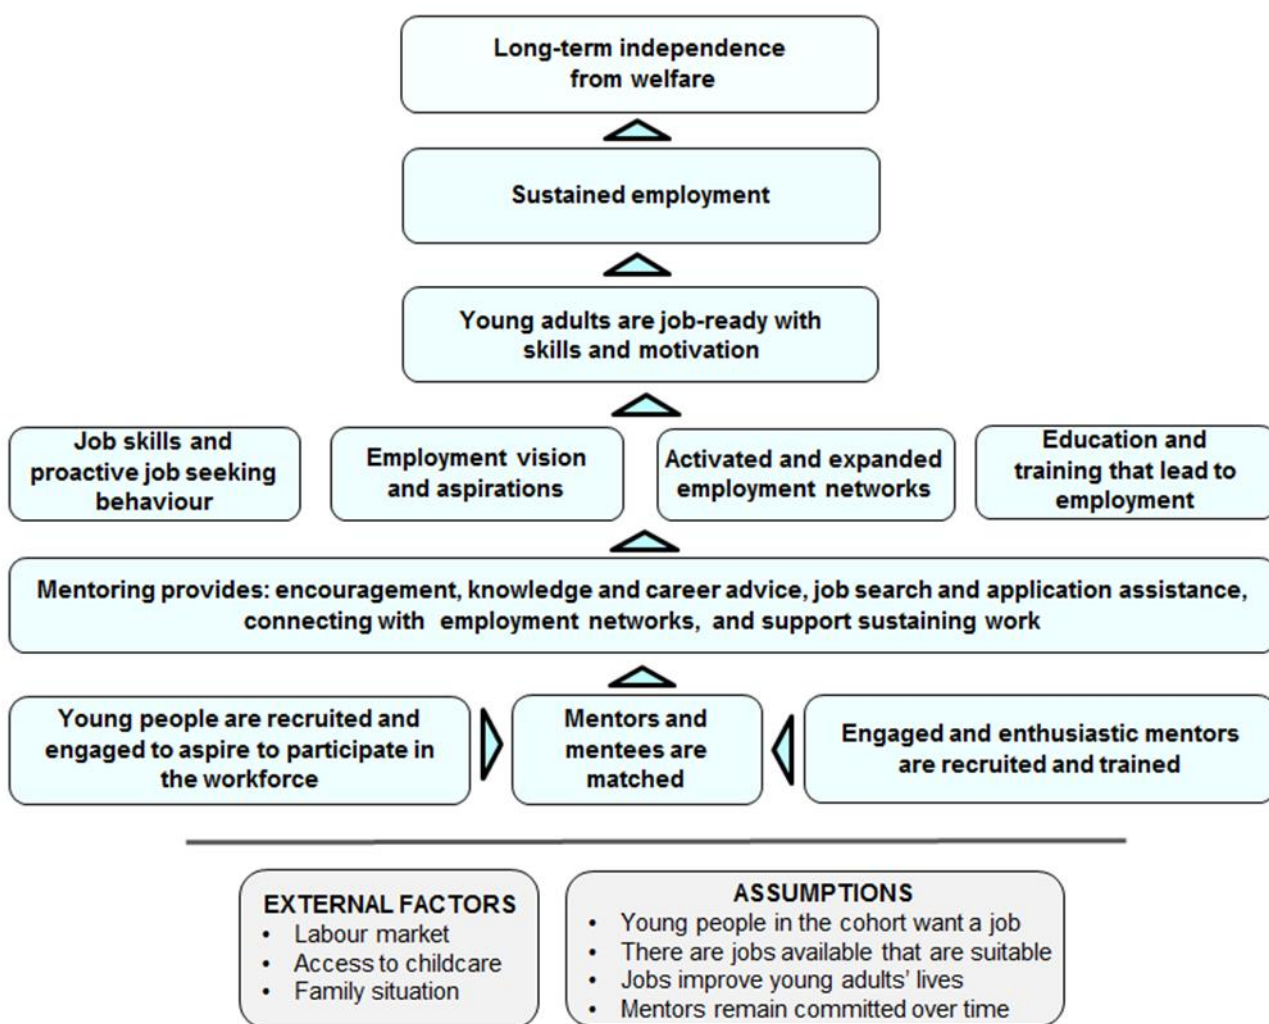 Long-term independence
from welfare
Sustained employment
Young adults are job-ready with
skills and motivation
Job skills and
proactive job seeking
behaviour
Employment vision
and aspirations
Activated and expanded
employment networks
Education and
training that lead to
employment
Mentoring provides: encouragement, knowledge and career advice, job search and application assistance,
connecting with employment networks, and support sustaining work
Young people are recruited and
engaged to aspire to participate in
the workforce
Mentors and
mentees are
matched
Engaged and enthusiastic mentors
are recruited and trained
EXTERNAL FACTORS
• Labour market
• Access to childcare
• Family situation
ASSUMPTIONS
• Young people in the cohort want a job
• There are jobs available that are suitable
• Jobs improve young adults' lives
• Mentors remain committed over time